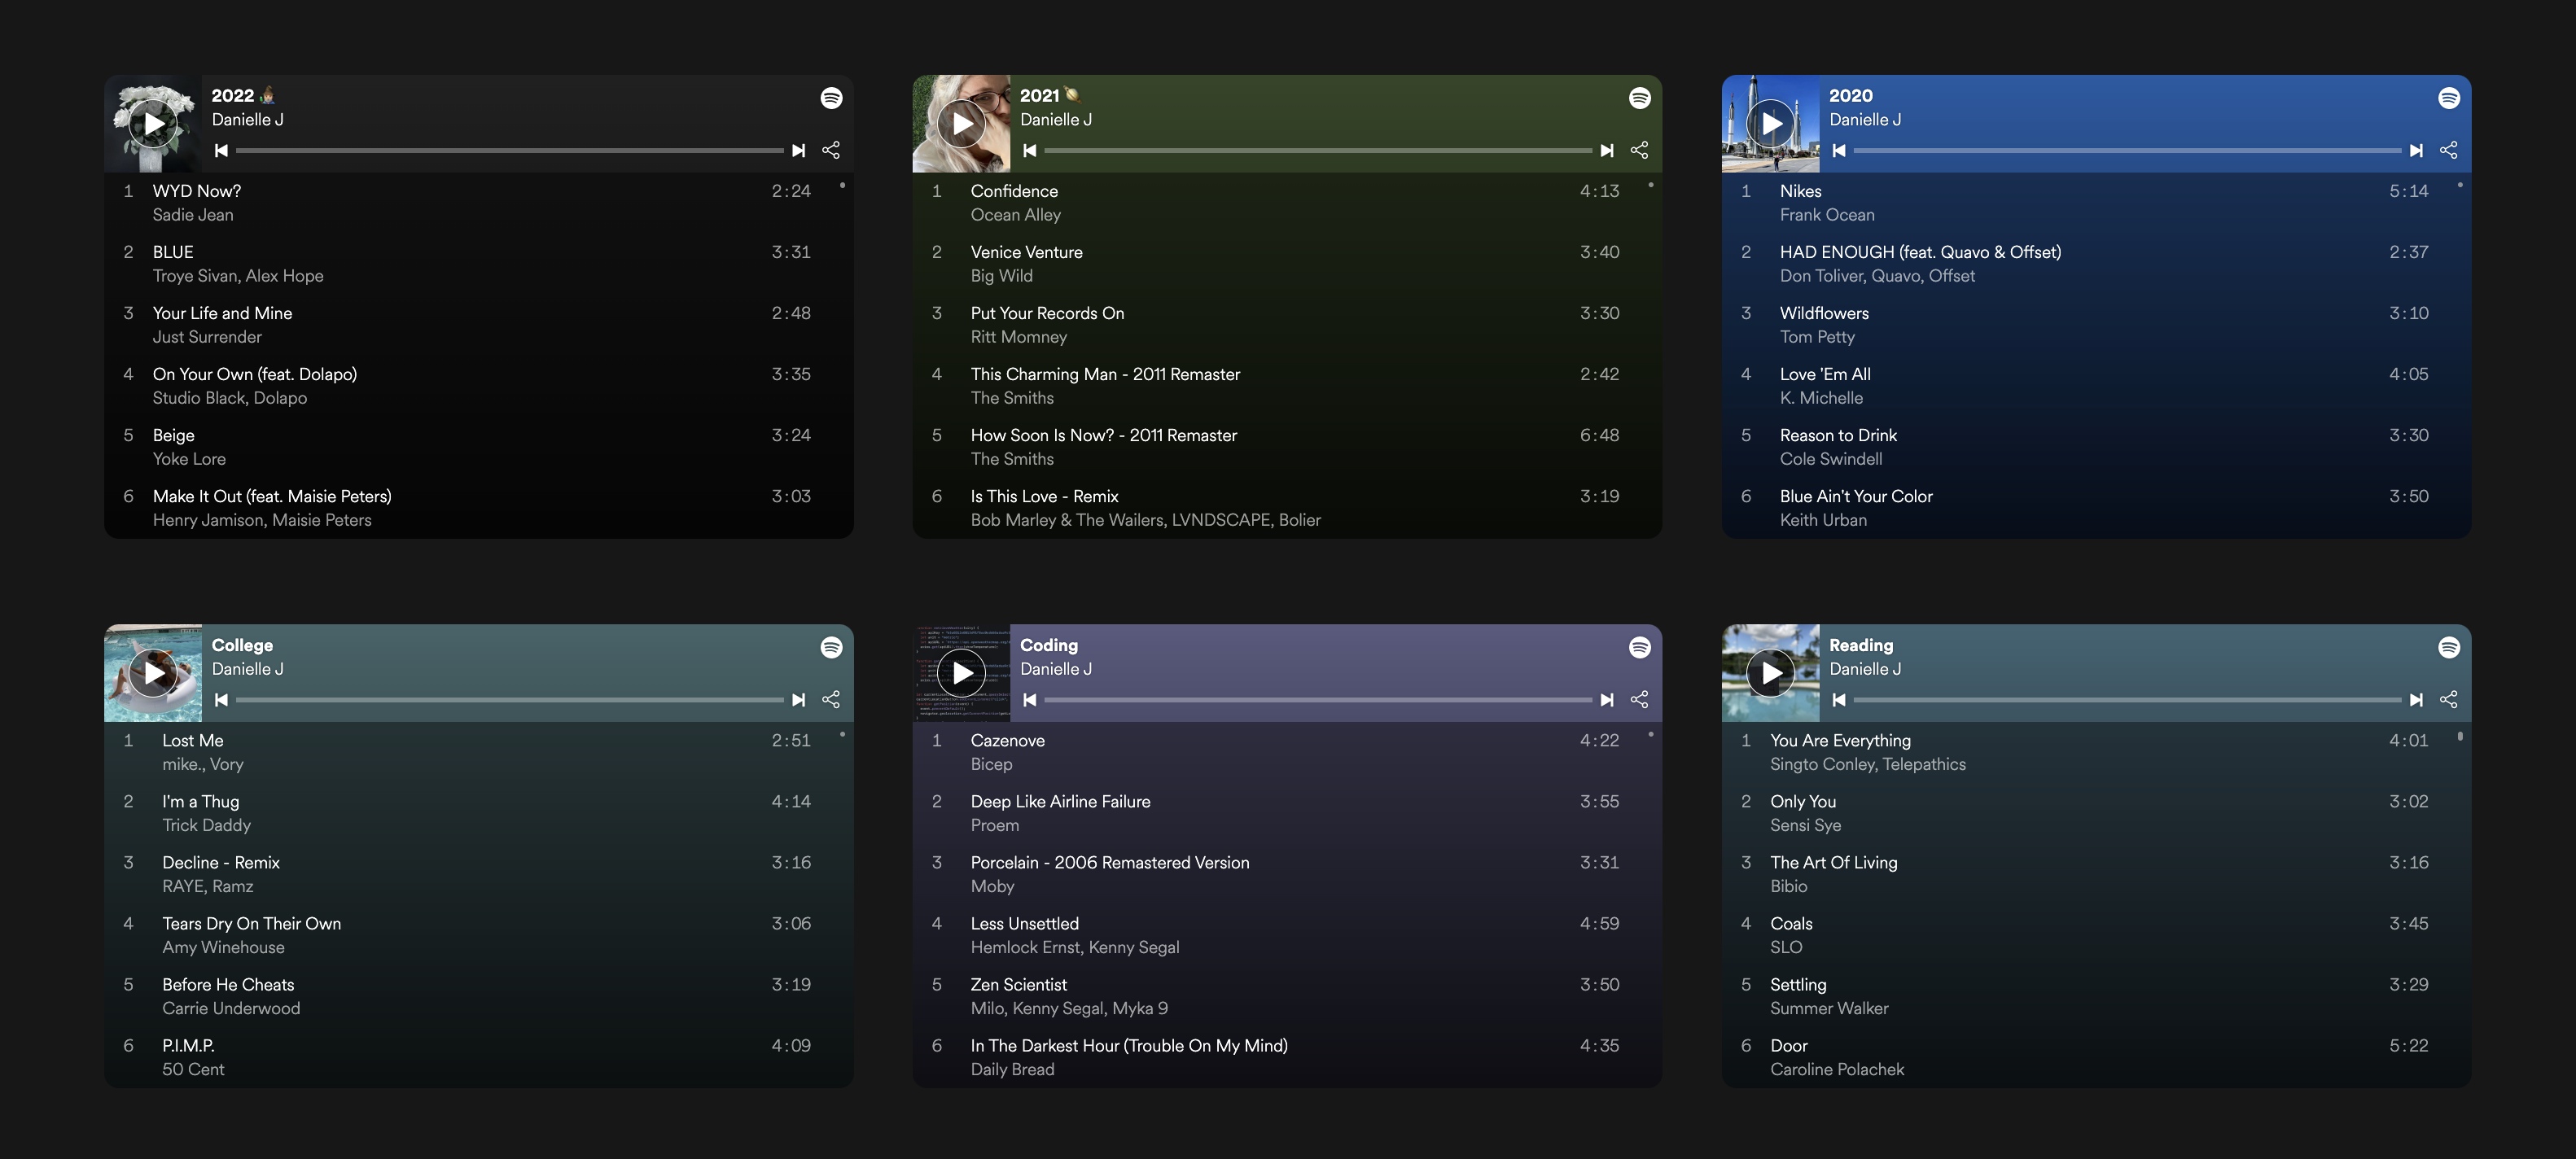 2022
Danielle J
1 WYD Now? 2:24
Sadie Jean
2 BLUE 3:31
Troye Sivan, Alex Hope
3 Your Life and Mine 2:48
Just Surrender
4 On Your Own (feat. Dolapo) 3:35
Studio Black, Dolapo
5 Beige 3:24
Yoke Lore
6 Make It Out (feat. Maisie Peters) 3:03
Henry Jamison, Maisie Peters
2021
Danielle J
1 Confidence 4:13
Ocean Alley
2 Venice Venture 3:40
Big Wild
3 Put Your Records On 3:30
Ritt Momney
4 This Charming Man - 2011 Remaster 2:42
The Smiths
5 How Soon Is Now? - 2011 Remaster 6:48
The Smiths
6 Is This Love - Remix 3:19
Bob Marley & The Wailers, LVNDSCAPE, Bolier
2020
Danielle J
1 Nikes 5:14
Frank Ocean
2 HAD ENOUGH (feat. Quavo & Offset) 2:37
Don Toliver, Quavo, Offset
3 Wildflowers 3:10
Tom Petty
4 Love 'Em All 4:05
K. Michelle
5 Reason to Drink 3:30
Cole Swindell
6 Blue Ain't Your Color 3:50
Keith Urban
College
Danielle J
1 Lost Me 2:51
mike., Vory
2 I'm a Thug 4:14
Trick Daddy
3 Decline - Remix 3:16
RAYE, Ramz
4 Tears Dry On Their Own 3:06
Amy Winehouse
5 Before He Cheats 3:19
Carrie Underwood
6 P.I.M.P. 4:09
50 Cent
Coding
Danielle J
1 Cazenove 4:22
Bicep
2 Deep Like Airline Failure 3:55
Proem
3 Porcelain - 2006 Remastered Version 3:31
Moby
4 Less Unsettled 4:59
Hemlock Ernst, Kenny Segal
5 Zen Scientist 3:50
Milo, Kenny Segal, Myka 9
6 In The Darkest Hour (Trouble On My Mind) 4:35
Daily Bread
Reading
Danielle J
1 You Are Everything 4:01
Singto Conley, Telepathics
2 Only You 3:02
Sensi Sye
3 The Art Of Living 3:16
Bibio
4 Coals 3:45
SLO
5 Settling 3:29
Summer Walker
6 Door 5:22
Caroline Polachek